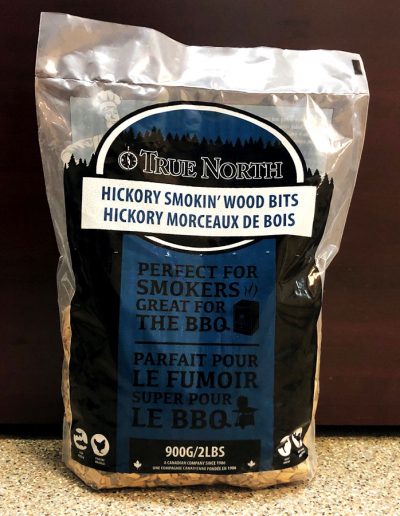 TRUE NORTH
HICKORY SMOKIN' WOOD BITS
HICKORY MORCEAUX DE BOIS
PERFECT FOR
SMOKERS
GREAT FOR
THE BBQ
PARFAIT POUR
LE FUMOIR
SUPER POUR
LE BBQ
900G/2LBS
A CANADIAN COMPANY SINCE 1986
UNE COMPAGNIE CANADIENNE FONDÉE EN 1986